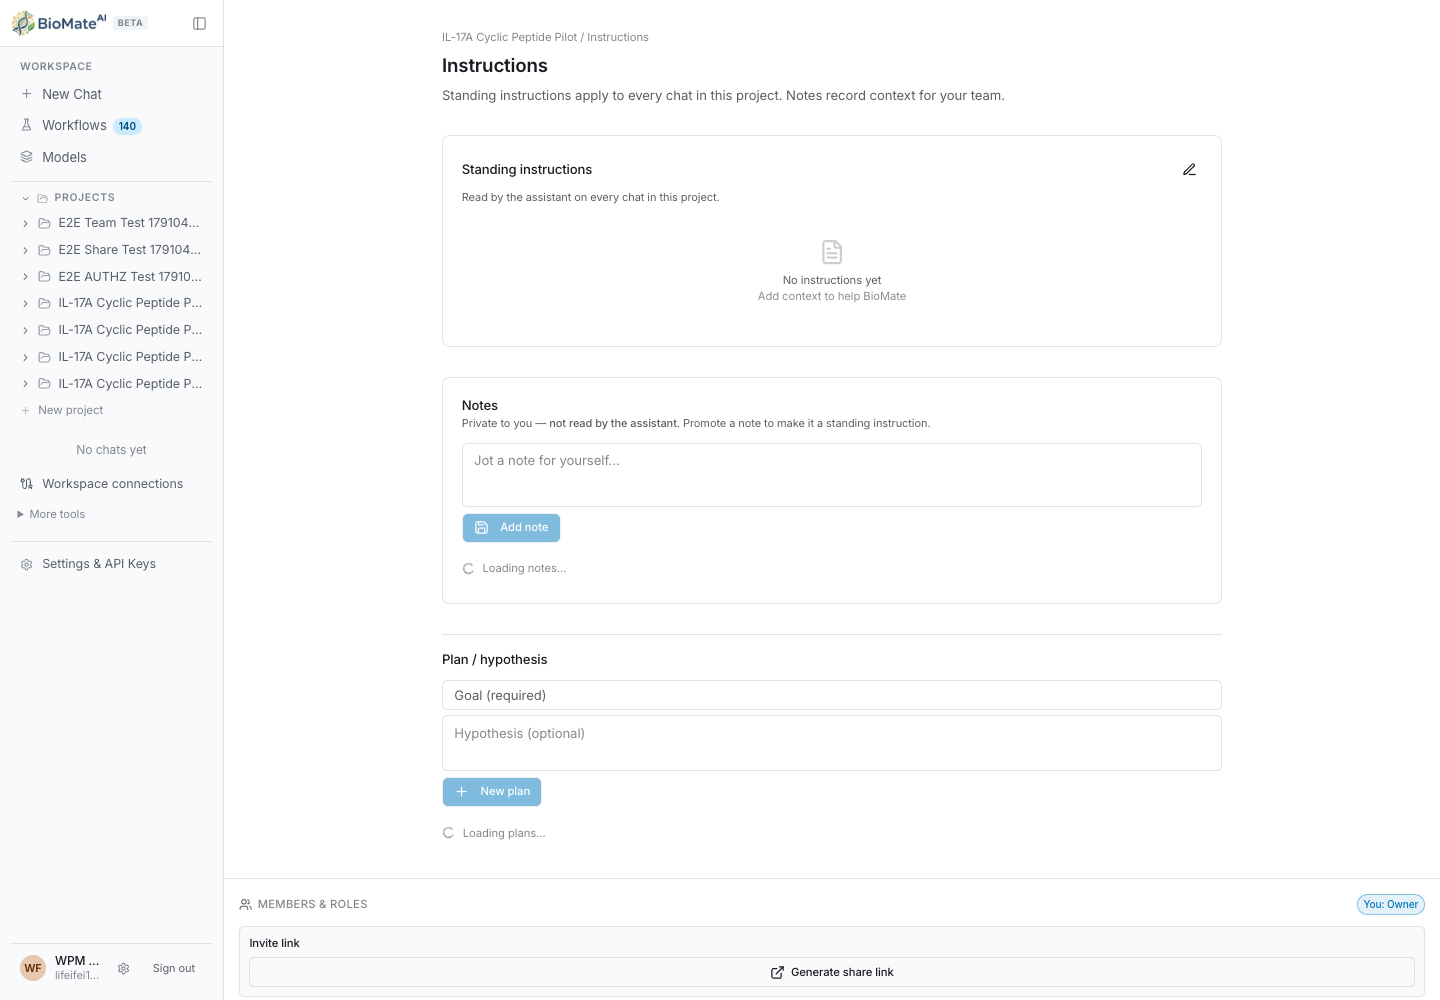 BioMate AI BETA
WORKSPACE
New Chat
Workflows 140
Models
PROJECTS
E2E Team Test 179104...
E2E Share Test 179104...
E2E AUTHZ Test 17910...
IL-17A Cyclic Peptide P...
IL-17A Cyclic Peptide P...
IL-17A Cyclic Peptide P...
IL-17A Cyclic Peptide P...
New project
No chats yet
Workspace connections
More tools
Settings & API Keys
WF
WPM ...
lifeifei1...
Sign out
IL-17A Cyclic Peptide Pilot / Instructions
Instructions
Standing instructions apply to every chat in this project. Notes record context for your team.
Standing instructions
Read by the assistant on every chat in this project.
No instructions yet
Add context to help BioMate
Notes
Private to you — not read by the assistant. Promote a note to make it a standing instruction.
Jot a note for yourself...
Add note
Loading notes...
Plan / hypothesis
Goal (required)
Hypothesis (optional)
New plan
Loading plans...
MEMBERS & ROLES
You: Owner
Invite link
Generate share link